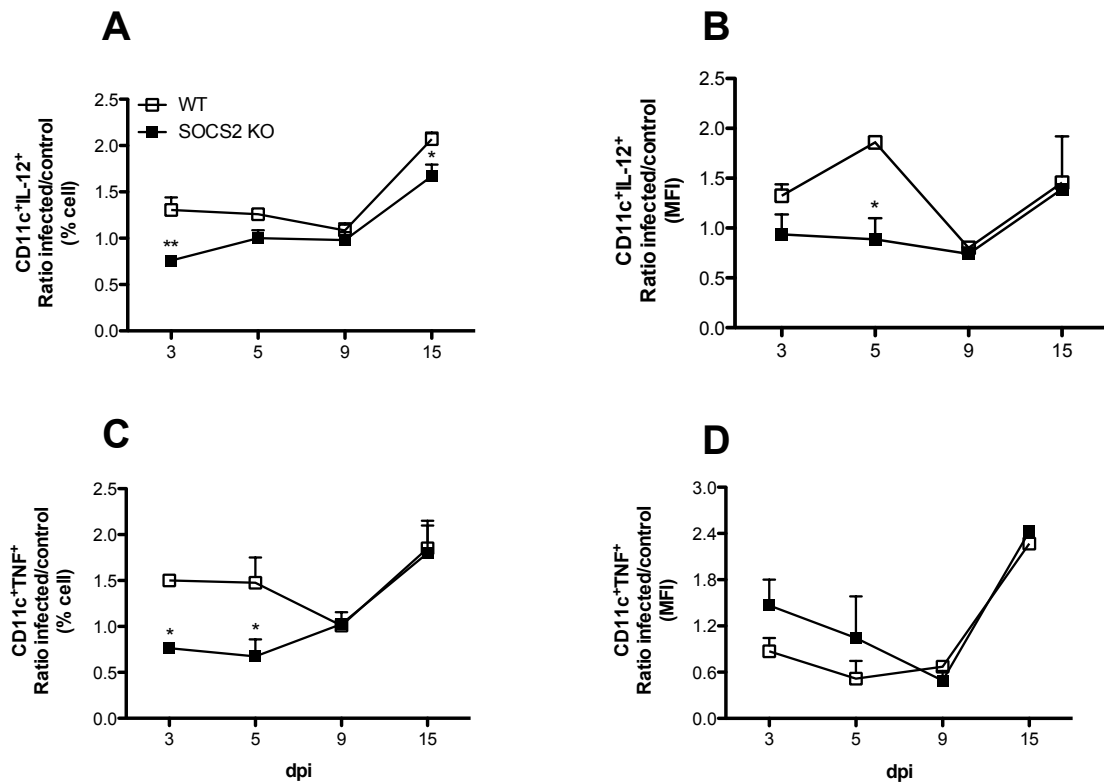 A
CD11c⁺IL-12⁺
Ratio infected/control
(% cell)
2.5
2.0
1.5
1.0
0.5
0.0
WT
SOCS2 KO
**
*
3 5 9 15
B
CD11c⁺IL-12⁺
Ratio infected/control
(MFI)
2.5
2.0
1.5
1.0
0.5
0.0
*
3 5 9 15
C
CD11c⁺TNF⁺
Ratio infected/control
(% cell)
2.5
2.0
1.5
1.0
0.5
0.0
* *
3 5 9 15
dpi
D
CD11c⁺TNF⁺
Ratio infected/control
(MFI)
3.0
2.4
1.8
1.2
0.6
0.0
3 5 9 15
dpi